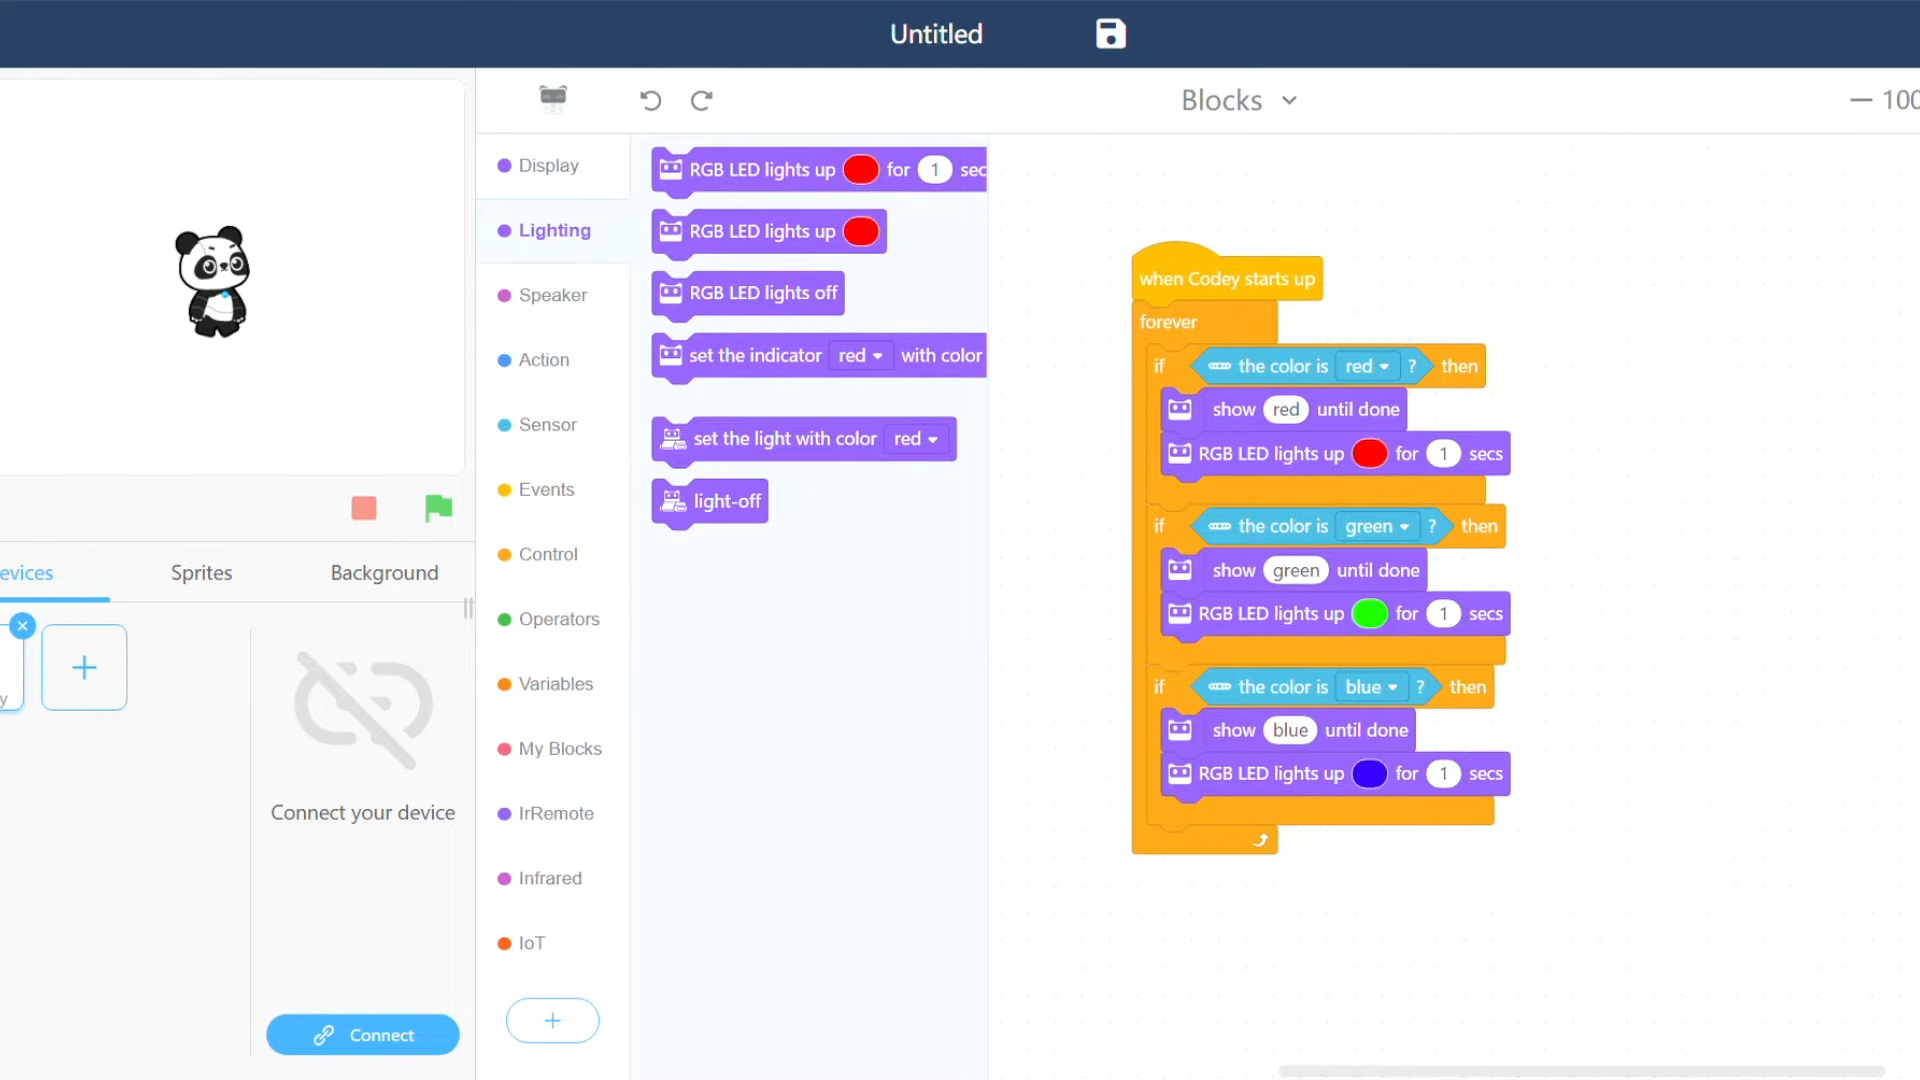 Untitled
Blocks
100
Display
Lighting
Speaker
Action
Sensor
Events
Control
Operators
Variables
My Blocks
IrRemote
Infrared
IoT
RGB LED lights up for 1 sec
RGB LED lights up
RGB LED lights off
set the indicator red with color
set the light with color red
light-off
when Codey starts up
forever
if the color is red ? then
show red until done
RGB LED lights up for 1 secs
if the color is green ? then
show green until done
RGB LED lights up for 1 secs
if the color is blue ? then
show blue until done
RGB LED lights up for 1 secs
evices
Sprites
Background
y
Connect your device
Connect